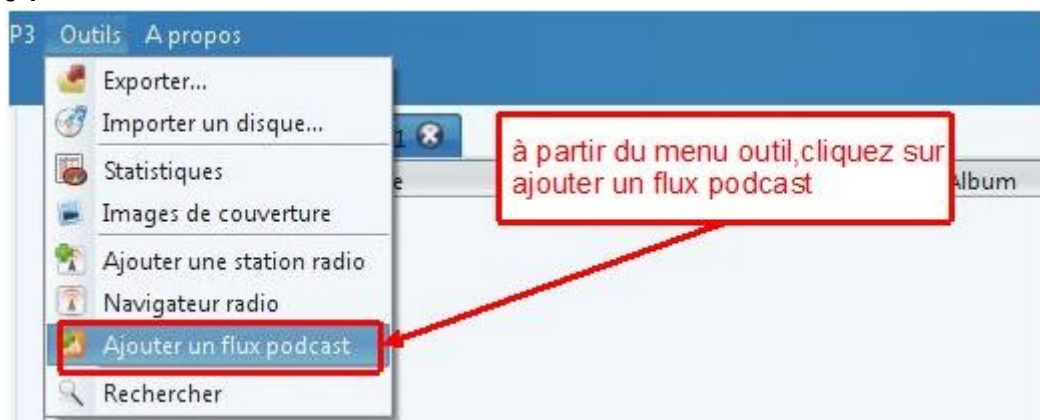 P3 Outils A propos
Exporter...
Importer un disque...
1
Statistiques
e
Album
Images de couverture
Ajouter une station radio
Navigateur radio
Ajouter un flux podcast
Rechercher
à partir du menu outil,cliquez sur
ajouter un flux podcast